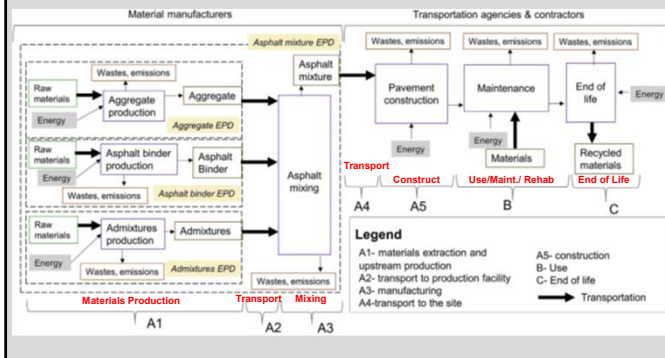 Material manufacturers
Transportation agencies & contractors
Asphalt mixture EPD
Wastes, emissions
Wastes, emissions
Wastes, emissions
Wastes, emissions
Asphalt
mixture
Raw
materials
Energy
Aggregate
production
Aggregate
Aggregate EPD
Pavement
construction
Maintenance
End of
life
Energy
Raw
materials
Energy
Asphalt binder
production
Asphalt
Binder
Wastes, emissions
Asphalt binder EPD
Asphalt
mixing
Energy
Energy
Materials
Recycled
materials
Transport
Construct
Use/Maint./ Rehab
End of Life
A4
A5
B
C
Raw
materials
Energy
Admixtures
production
Admixtures
Wastes, emissions
Admixtures EPD
Wastes, emissions
Materials Production
Transport
Mixing
A1
A2
A3
Legend
A1- materials extraction and
upstream production
A2- transport to production facility
A3- manufacturing
A4-transport to the site
A5- construction
B- Use
C- End of life
Transportation